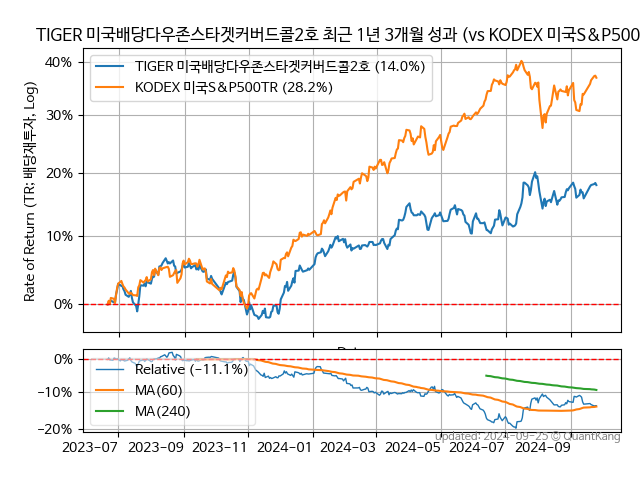 TIGER 미국배당다우존스타겟커버드콜2호 최근 1년 3개월 성과 (vs KODEX 미국S&P500
Rate of Return (TR: 배당재투자, Log)
40%
30%
20%
10%
0%
TIGER 미국배당다우존스타겟커버드콜2호 (14.0%)
KODEX 미국S&P500TR (28.2%)
0%
−10%
−20%
Relative (−11.1%)
MA(60)
MA(240)
2023-07 2023-09 2023-11 2024-01 2024-03 2024-05 2024-07 2024-09
updated: 2024-09-25 © QuantKang